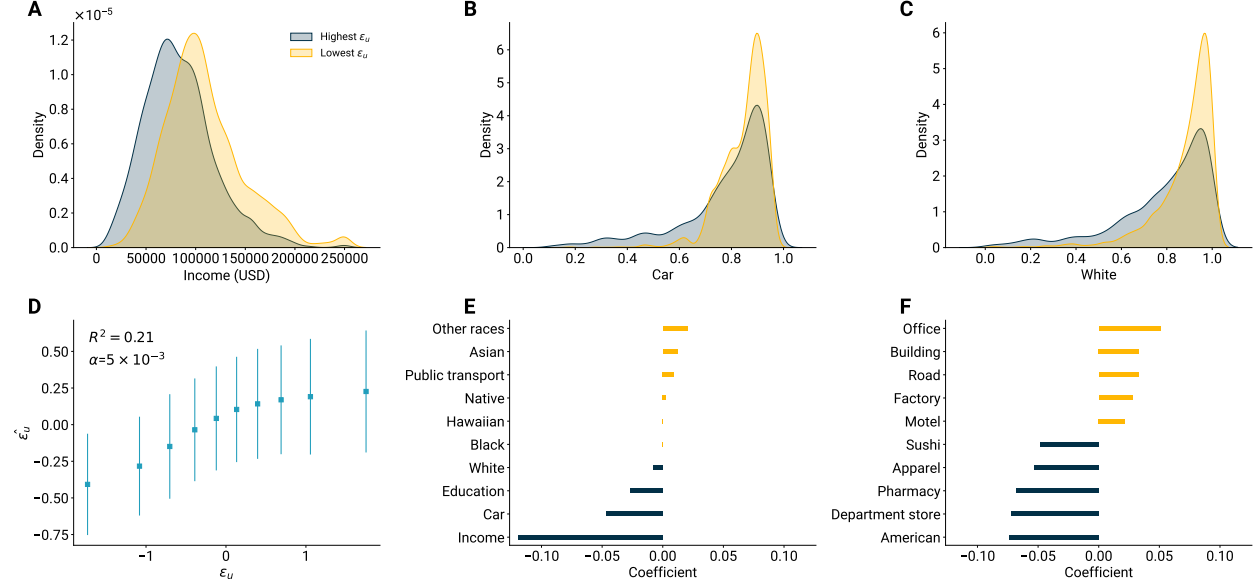 A
×10⁻⁵
1.2
1.0
0.8
0.6
0.4
0.2
0.0
Density
0 50000 100000 150000 200000 250000
Income (USD)
Highest εᵤ
Lowest εᵤ
B
6
5
4
3
2
1
0
Density
0.0 0.2 0.4 0.6 0.8 1.0
Car
C
6
5
4
3
2
1
0
Density
0.0 0.2 0.4 0.6 0.8 1.0
White
D
R² = 0.21
α=5 × 10⁻³
0.50
0.25
0.00
−0.25
−0.50
−0.75
ε̂ᵤ
−1 0 1
εᵤ
E
Other races
Asian
Public transport
Native
Hawaiian
Black
White
Education
Car
Income
−0.10 −0.05 0.00 0.05 0.10
Coefficient
F
Office
Building
Road
Factory
Motel
Sushi
Apparel
Pharmacy
Department store
American
−0.10 −0.05 0.00 0.05 0.10
Coefficient